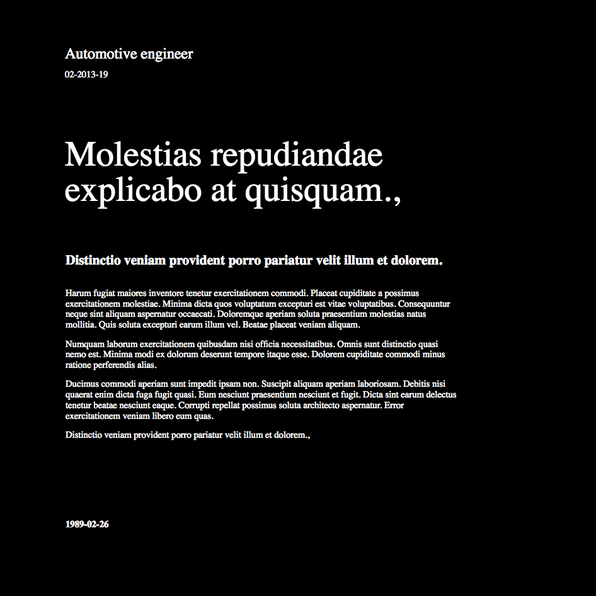 Automotive engineer
02-2013-19
Molestias repudiandae
explicabo at quisquam.,
Distinctio veniam provident porro pariatur velit illum et dolorem.
Harum fugiat maiores inventore tenetur exercitationem commodi. Placeat cupiditate a possimus
exercitationem molestiae. Minima dicta quos voluptatum excepturi est vitae voluptatibus. Consequuntur
neque sint aliquam aspernatur occaecati. Doloremque aperiam soluta praesentium molestias natus
mollitia. Quis soluta excepturi earum illum vel. Beatae placeat veniam aliquam.
Numquam laborum exercitationem quibusdam nisi officia necessitatibus. Omnis sunt distinctio quasi
nemo est. Minima modi ex dolorum deserunt tempore itaque esse. Dolorem cupiditate commodi minus
ratione perferendis alias.
Ducimus commodi aperiam sunt impedit ipsam non. Suscipit aliquam aperiam laboriosam. Debitis nisi
quaerat enim dicta fuga fugit quasi. Eum nesciunt praesentium nesciunt et fugit. Dicta sint earum delectus
tenetur beatae nesciunt eaque. Corrupti repellat possimus soluta architecto aspernatur. Error
exercitationem veniam libero eum quas.
Distinctio veniam provident porro pariatur velit illum et dolorem.,
1989-02-26